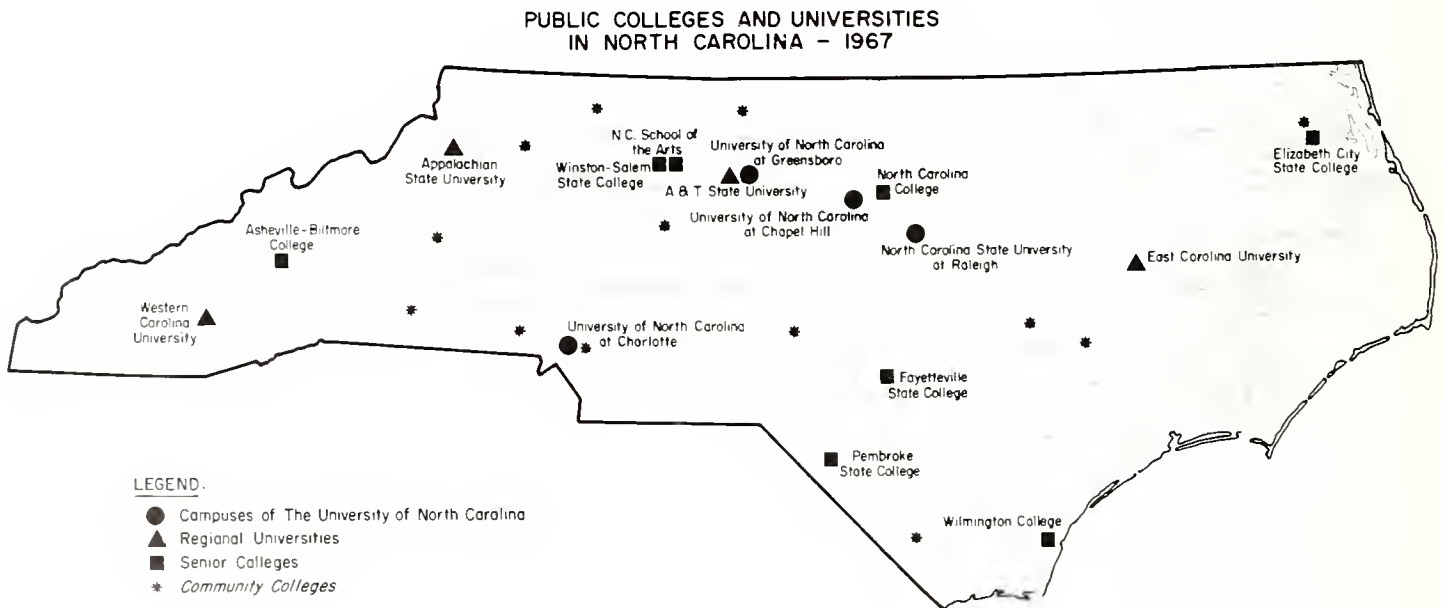 PUBLIC COLLEGES AND UNIVERSITIES
IN NORTH CAROLINA - 1967
N.C. School of
the Arts
University of North Carolina
at Greensboro
Appalachian
State University
Winston-Salem
State College
A & T State University
North Carolina
College
Elizabeth City
State College
University of North Carolina
at Chapel Hill
Asheville-Biltmore
College
North Carolina State University
at Raleigh
East Carolina University
Western
Carolina
University
University of North Carolina
at Charlotte
Fayetteville
State College
Pembroke
State College
Wilmington College
LEGEND.
Campuses of The University of North Carolina
Regional Universities
Senior Colleges
Community Colleges